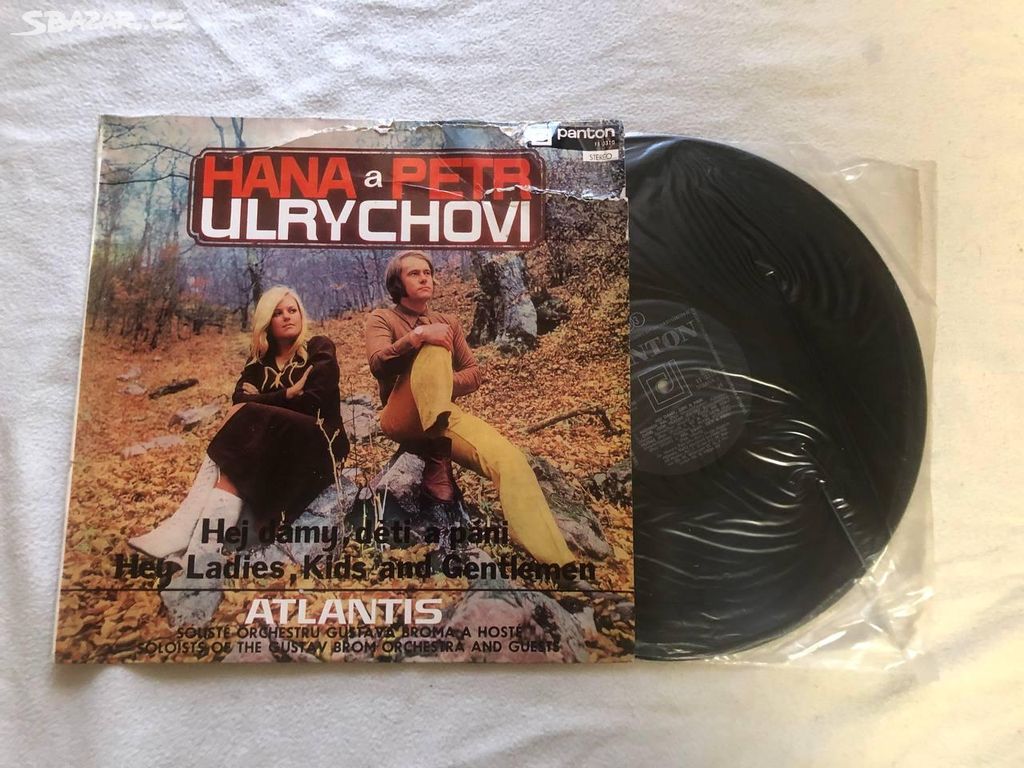 SBAZAR.CZ
panton
STEREO
HANA a PETR
ULRYCHOVI
NTON
Hej dámy, děti a páni
Hey Ladies, Kids and Gentlemen
ATLANTIS
SÓLISTÉ ORCHESTRU GUSTAVA BROMA A HOSTÉ
SOLOISTS OF THE GUSTAV BROM ORCHESTRA AND GUESTS